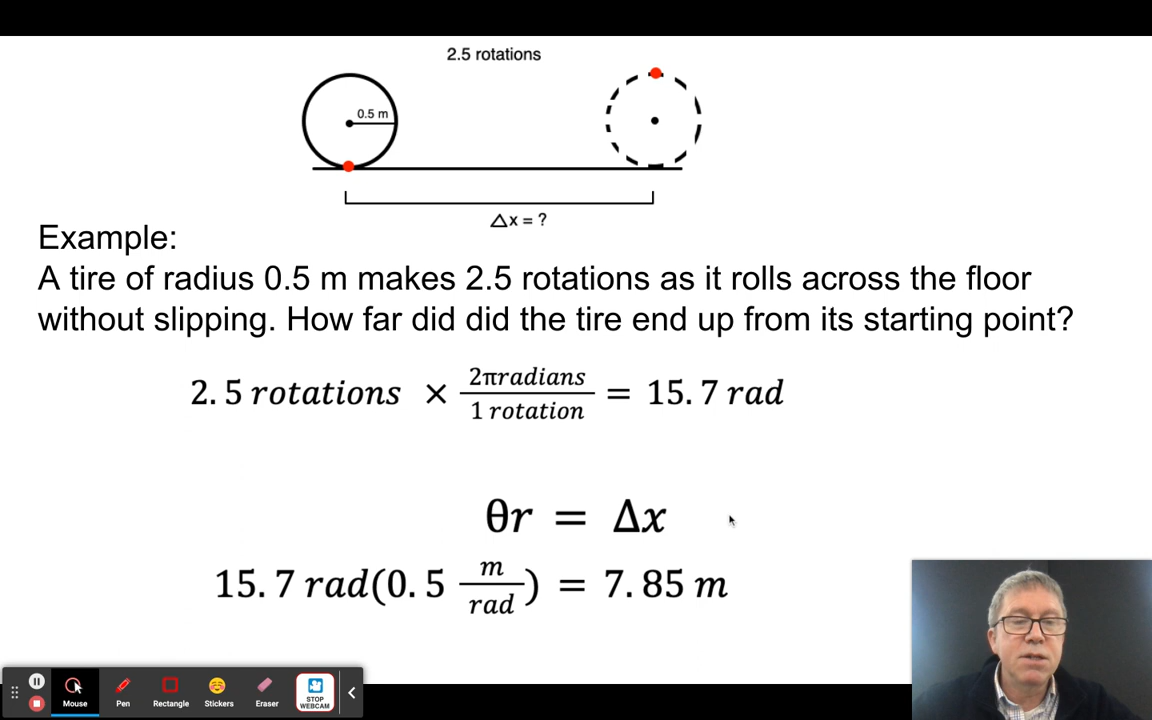 2.5 rotations
0.5 m
Δx = ?
Example:
A tire of radius 0.5 m makes 2.5 rotations as it rolls across the floor
without slipping. How far did did the tire end up from its starting point?
2.5 rotations × 2πradians / 1 rotation = 15.7 rad
θr = Δx
15.7 rad(0.5 m / rad) = 7.85 m
Mouse
Pen
Rectangle
Stickers
Eraser
STOP
WEBCAM